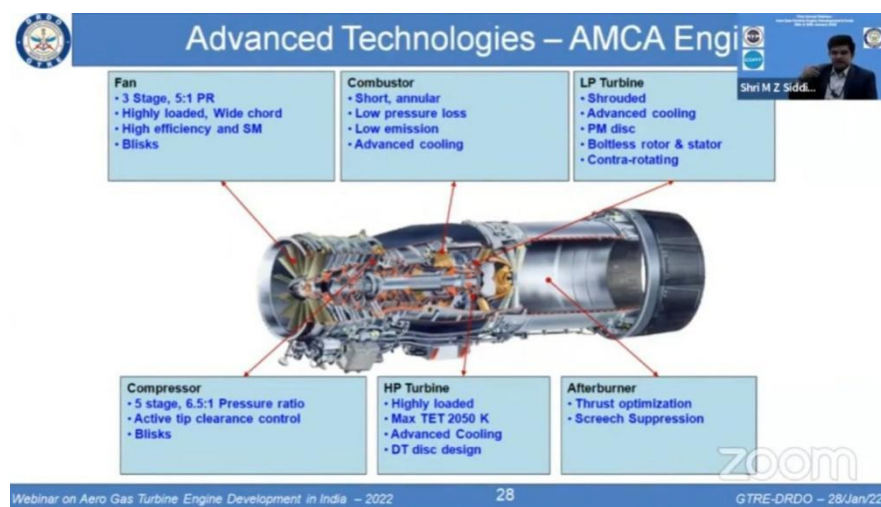 DRDO
GTRE
Advanced Technologies – AMCA Engi
Shri M Z Siddi...
Fan
• 3 Stage, 5:1 PR
• Highly loaded, Wide chord
• High efficiency and SM
• Blisks
Combustor
• Short, annular
• Low pressure loss
• Low emission
• Advanced cooling
LP Turbine
• Shrouded
• Advanced cooling
• PM disc
• Boltless rotor & stator
• Contra-rotating
Compressor
• 5 stage, 6.5:1 Pressure ratio
• Active tip clearance control
• Blisks
HP Turbine
• Highly loaded
• Max TET 2050 K
• Advanced Cooling
• DT disc design
Afterburner
• Thrust optimization
• Screech Suppression
zoom
Webinar on Aero Gas Turbine Engine Development in India – 2022
28
GTRE-DRDO – 28/Jan/22